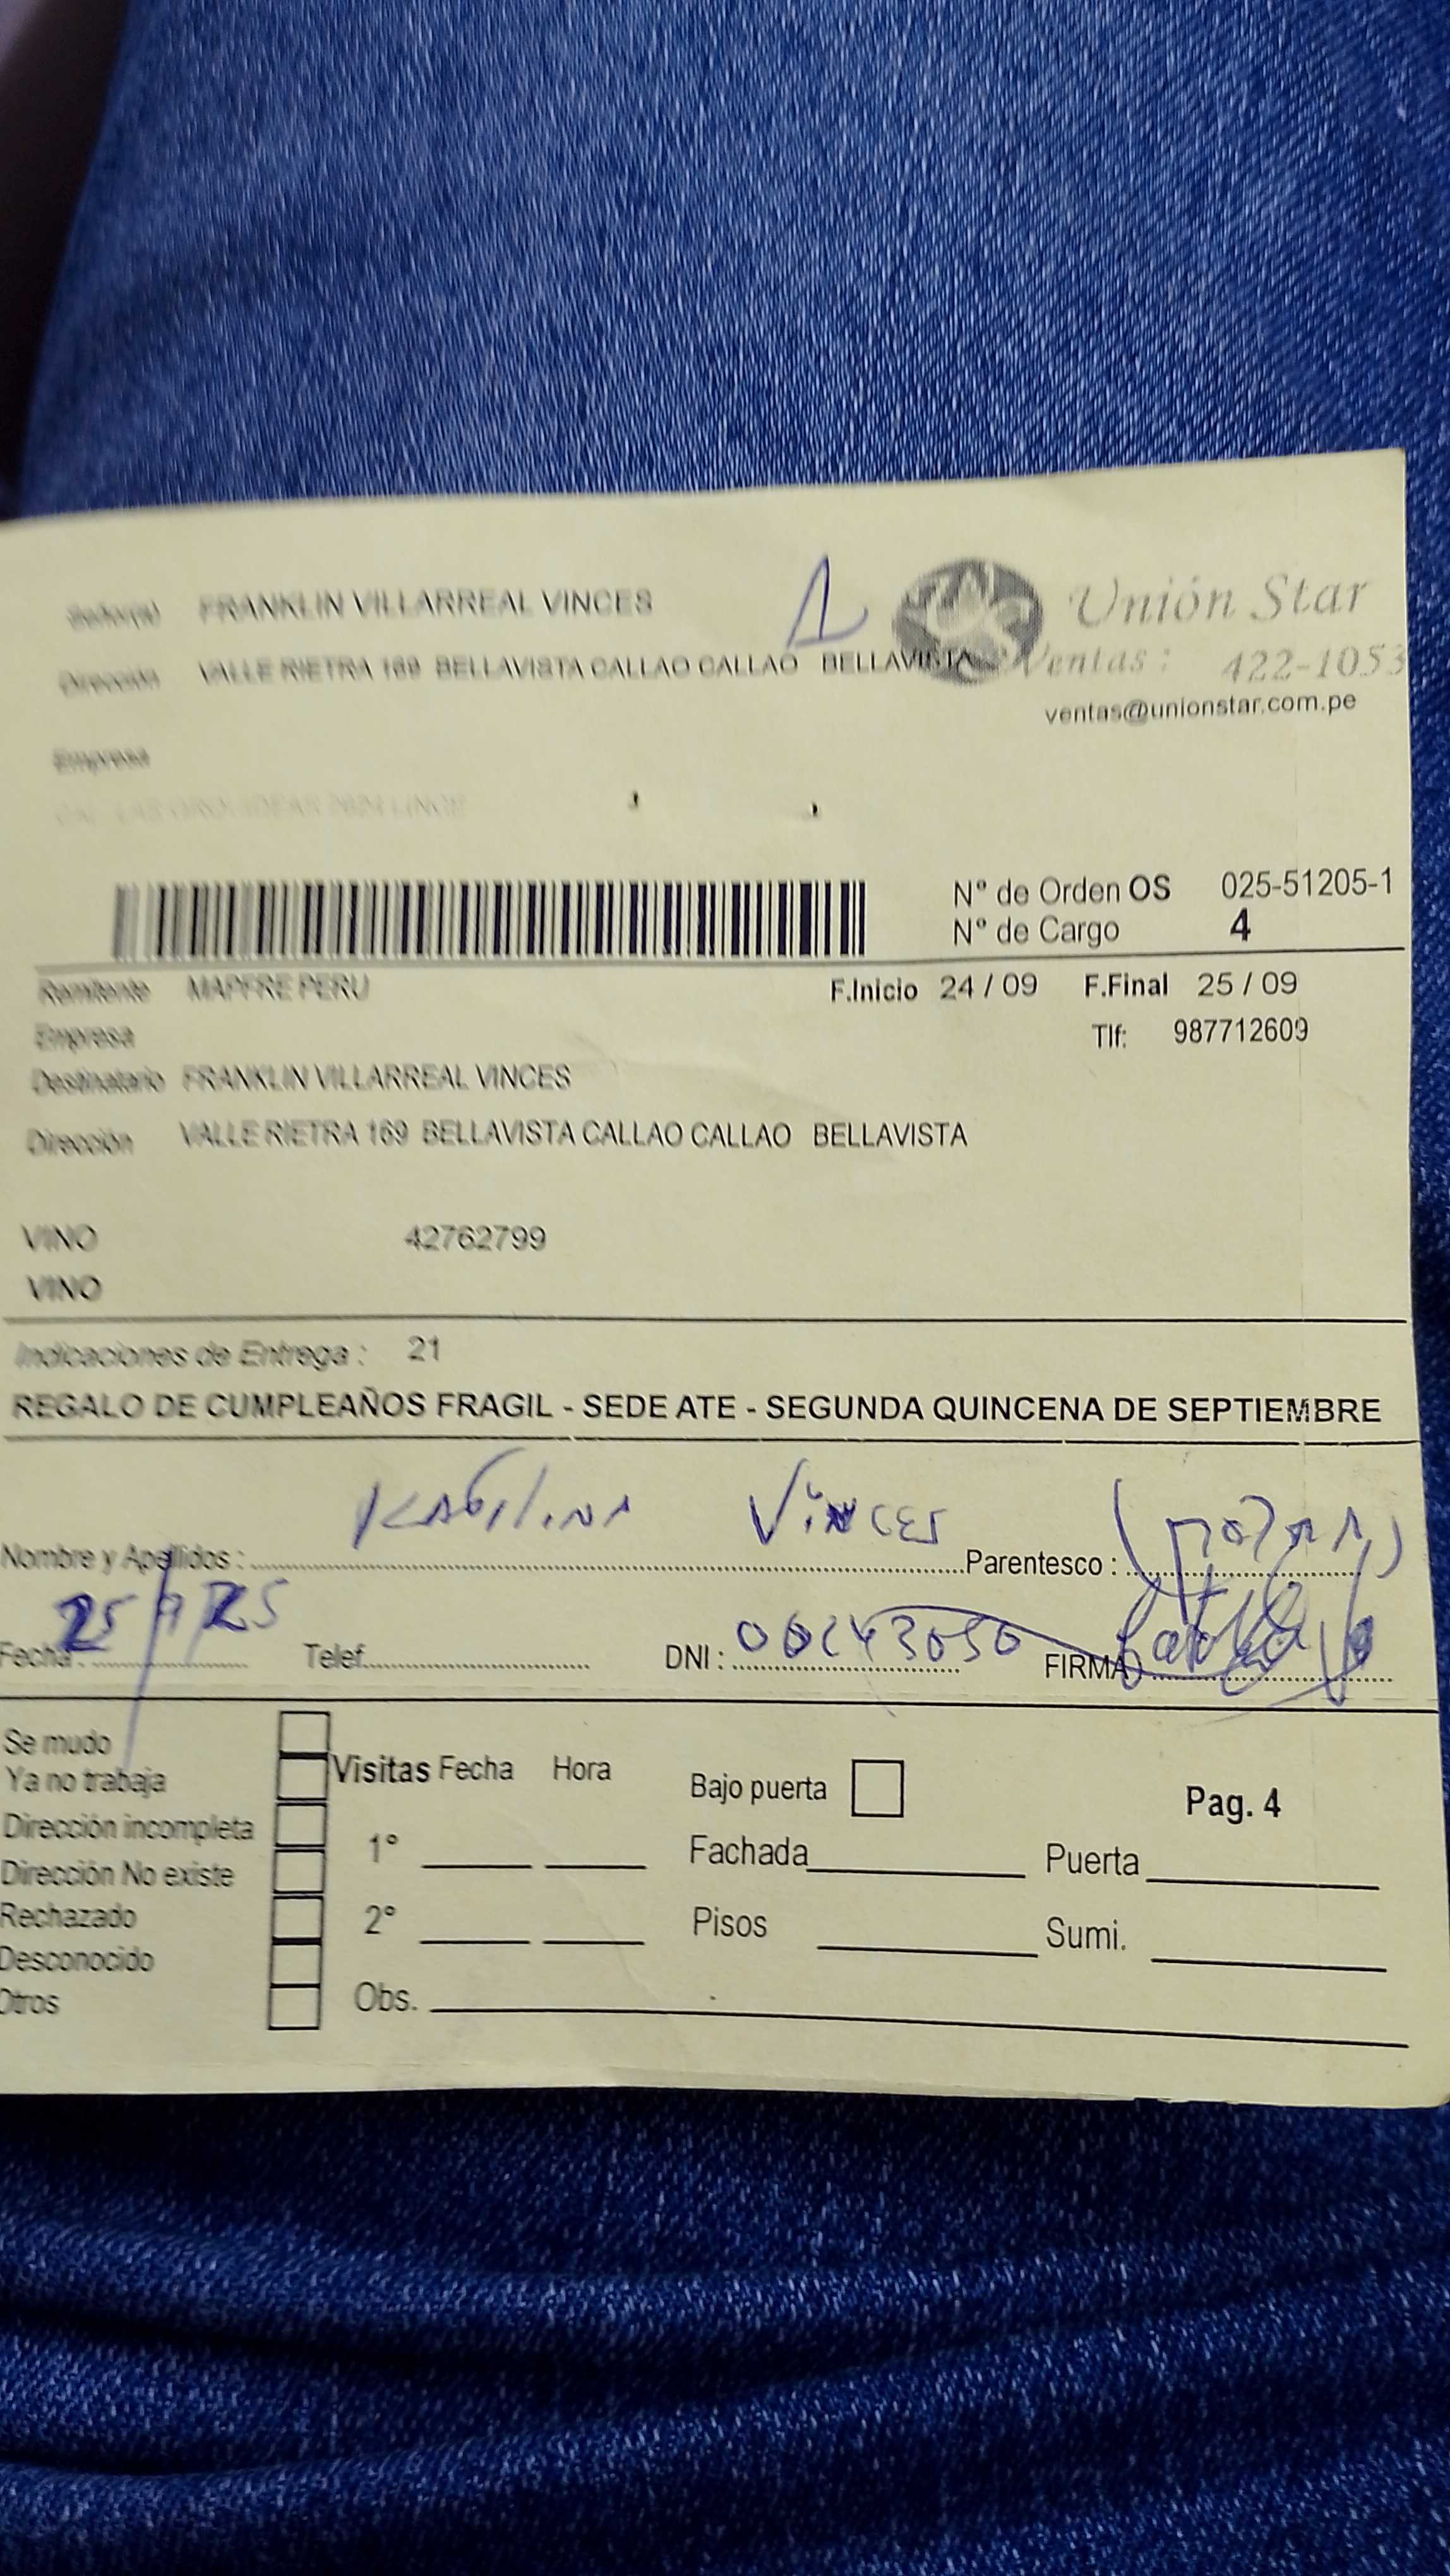 Señor(a) FRANKLIN VILLARREAL VINCES
Unión Star
Dirección VALLE RIETRA 169 BELLAVISTA CALLAO CALLAO BELLAVISTA
Ventas: 422-1053
ventas@unionstar.com.pe
Empresa
Nº de Orden OS 025-51205-1
Nº de Cargo 4
Remitente MAPFRE PERU F.Inicio 24 / 09 F.Final 25 / 09
Empresa Tlf: 987712609
Destinatario FRANKLIN VILLARREAL VINCES
Dirección VALLE RIETRA 169 BELLAVISTA CALLAO CALLAO BELLAVISTA
VINO 42762799
VINO
Indicaciones de Entrega : 21
REGALO DE CUMPLEAÑOS FRAGIL - SEDE ATE - SEGUNDA QUINCENA DE SEPTIEMBRE
Nombre y Apellidos : Vinces Parentesco :
Fecha : 25/9/25 Telef. DNI : FIRMA
Se mudo
Ya no trabaja
Dirección incompleta
Dirección No existe
Rechazado
Desconocido
Otros
Visitas Fecha Hora
1°
2°
Obs.
Bajo puerta
Pag. 4
Fachada Puerta
Pisos Sumi.